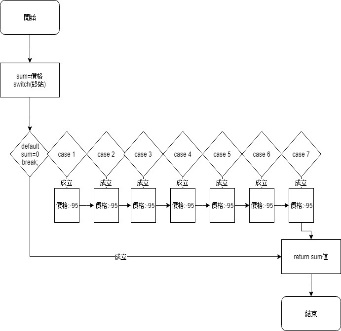 開始
sum=價格
default
sum=0
break;
case 1
case 2
case 3
case 4
case 5
case 6
case 7
成立
成立
成立
成立
成立
成立
成立
價格-.95
價格-.95
價格-.95
價格-.95
價格-.95
價格-.95
價格-.95
成立
return sum值
結束